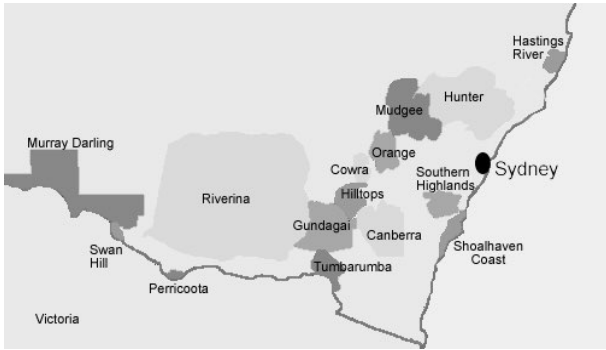 Hastings
River
Hunter
Mudgee
Murray Darling
Orange
Cowra
Southern
Highlands
Sydney
Riverina
Hilltops
Gundagai
Canberra
Swan
Hill
Shoalhaven
Coast
Tumbarumba
Perricoota
Victoria